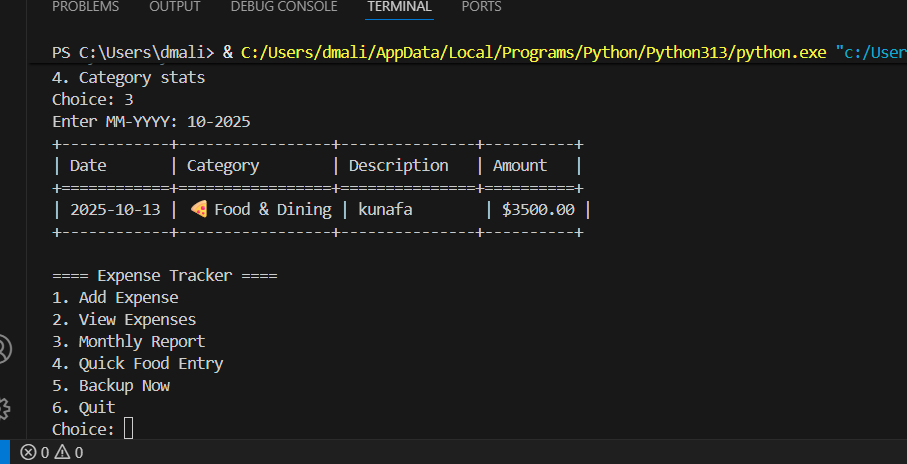 PROBLEMS OUTPUT DEBUG CONSOLE TERMINAL PORTS
PS C:\Users\dmali> & C:/Users/dmali/AppData/Local/Programs/Python/Python313/python.exe "c:/User
4. Category stats
Choice: 3
Enter MM-YYYY: 10-2025
+------------+-----------------+---------------+----------+
| Date       | Category        | Description   | Amount   |
+============+=================+===============+==========+
| 2025-10-13 | 🍕 Food & Dining | kunafa        | $3500.00 |
+------------+-----------------+---------------+----------+
==== Expense Tracker ====
1. Add Expense
2. View Expenses
3. Monthly Report
4. Quick Food Entry
5. Backup Now
6. Quit
Choice:
0 0